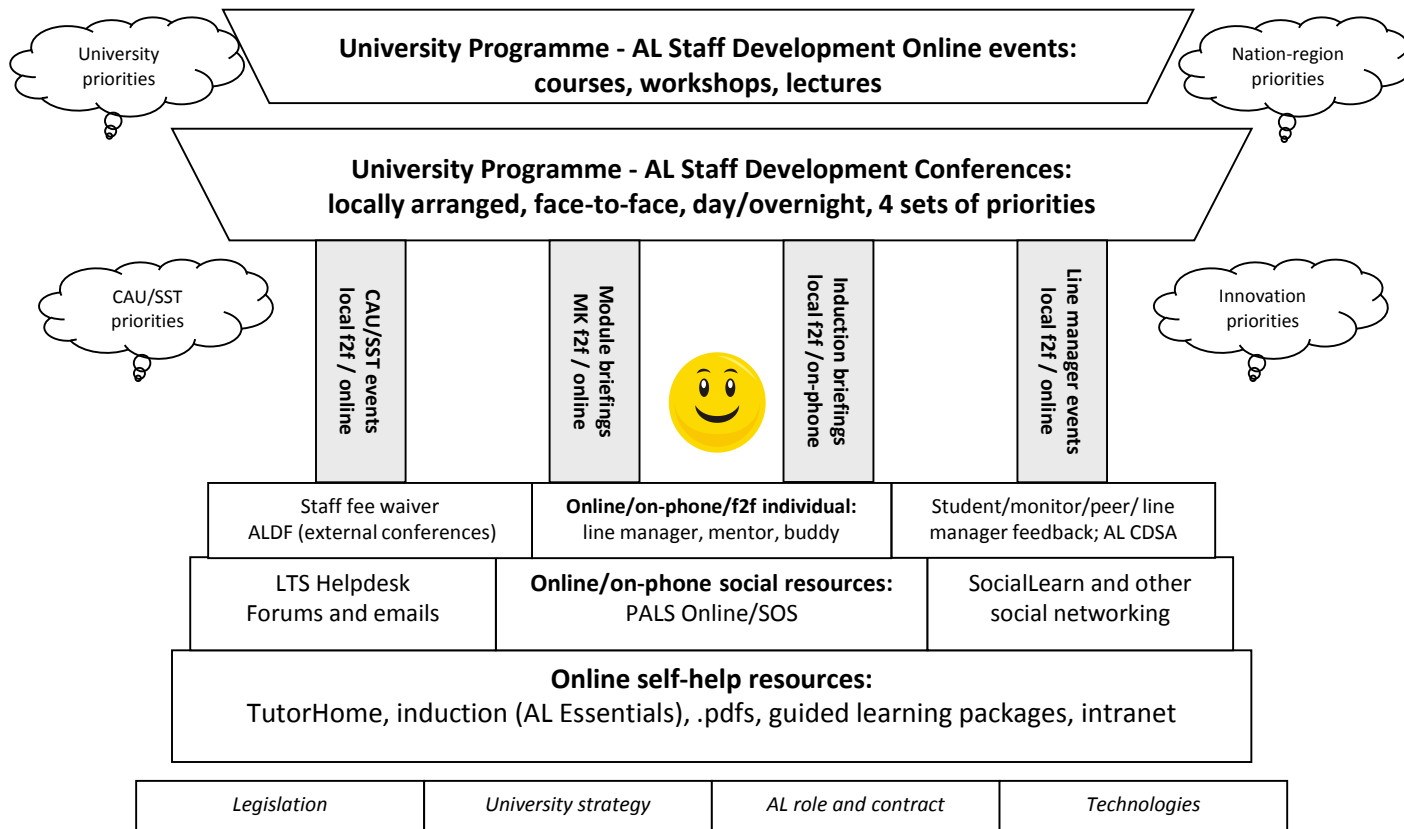 University
priorities
University Programme - AL Staff Development Online events:
courses, workshops, lectures
Nation-region
priorities
University Programme - AL Staff Development Conferences:
locally arranged, face-to-face, day/overnight, 4 sets of priorities
CAU/SST
priorities
CAU/SST events
local f2f / online
Module briefings
MK f2f / online
Induction briefings
local f2f /on-phone
Line manager events
local f2f / online
Innovation
priorities
Staff fee waiver
ALDF (external conferences)
Online/on-phone/f2f individual:
line manager, mentor, buddy
Student/monitor/peer/ line
manager feedback; AL CDSA
LTS Helpdesk
Forums and emails
Online/on-phone social resources:
PALS Online/SOS
SocialLearn and other
social networking
Online self-help resources:
TutorHome, induction (AL Essentials), .pdfs, guided learning packages, intranet
Legislation
University strategy
AL role and contract
Technologies